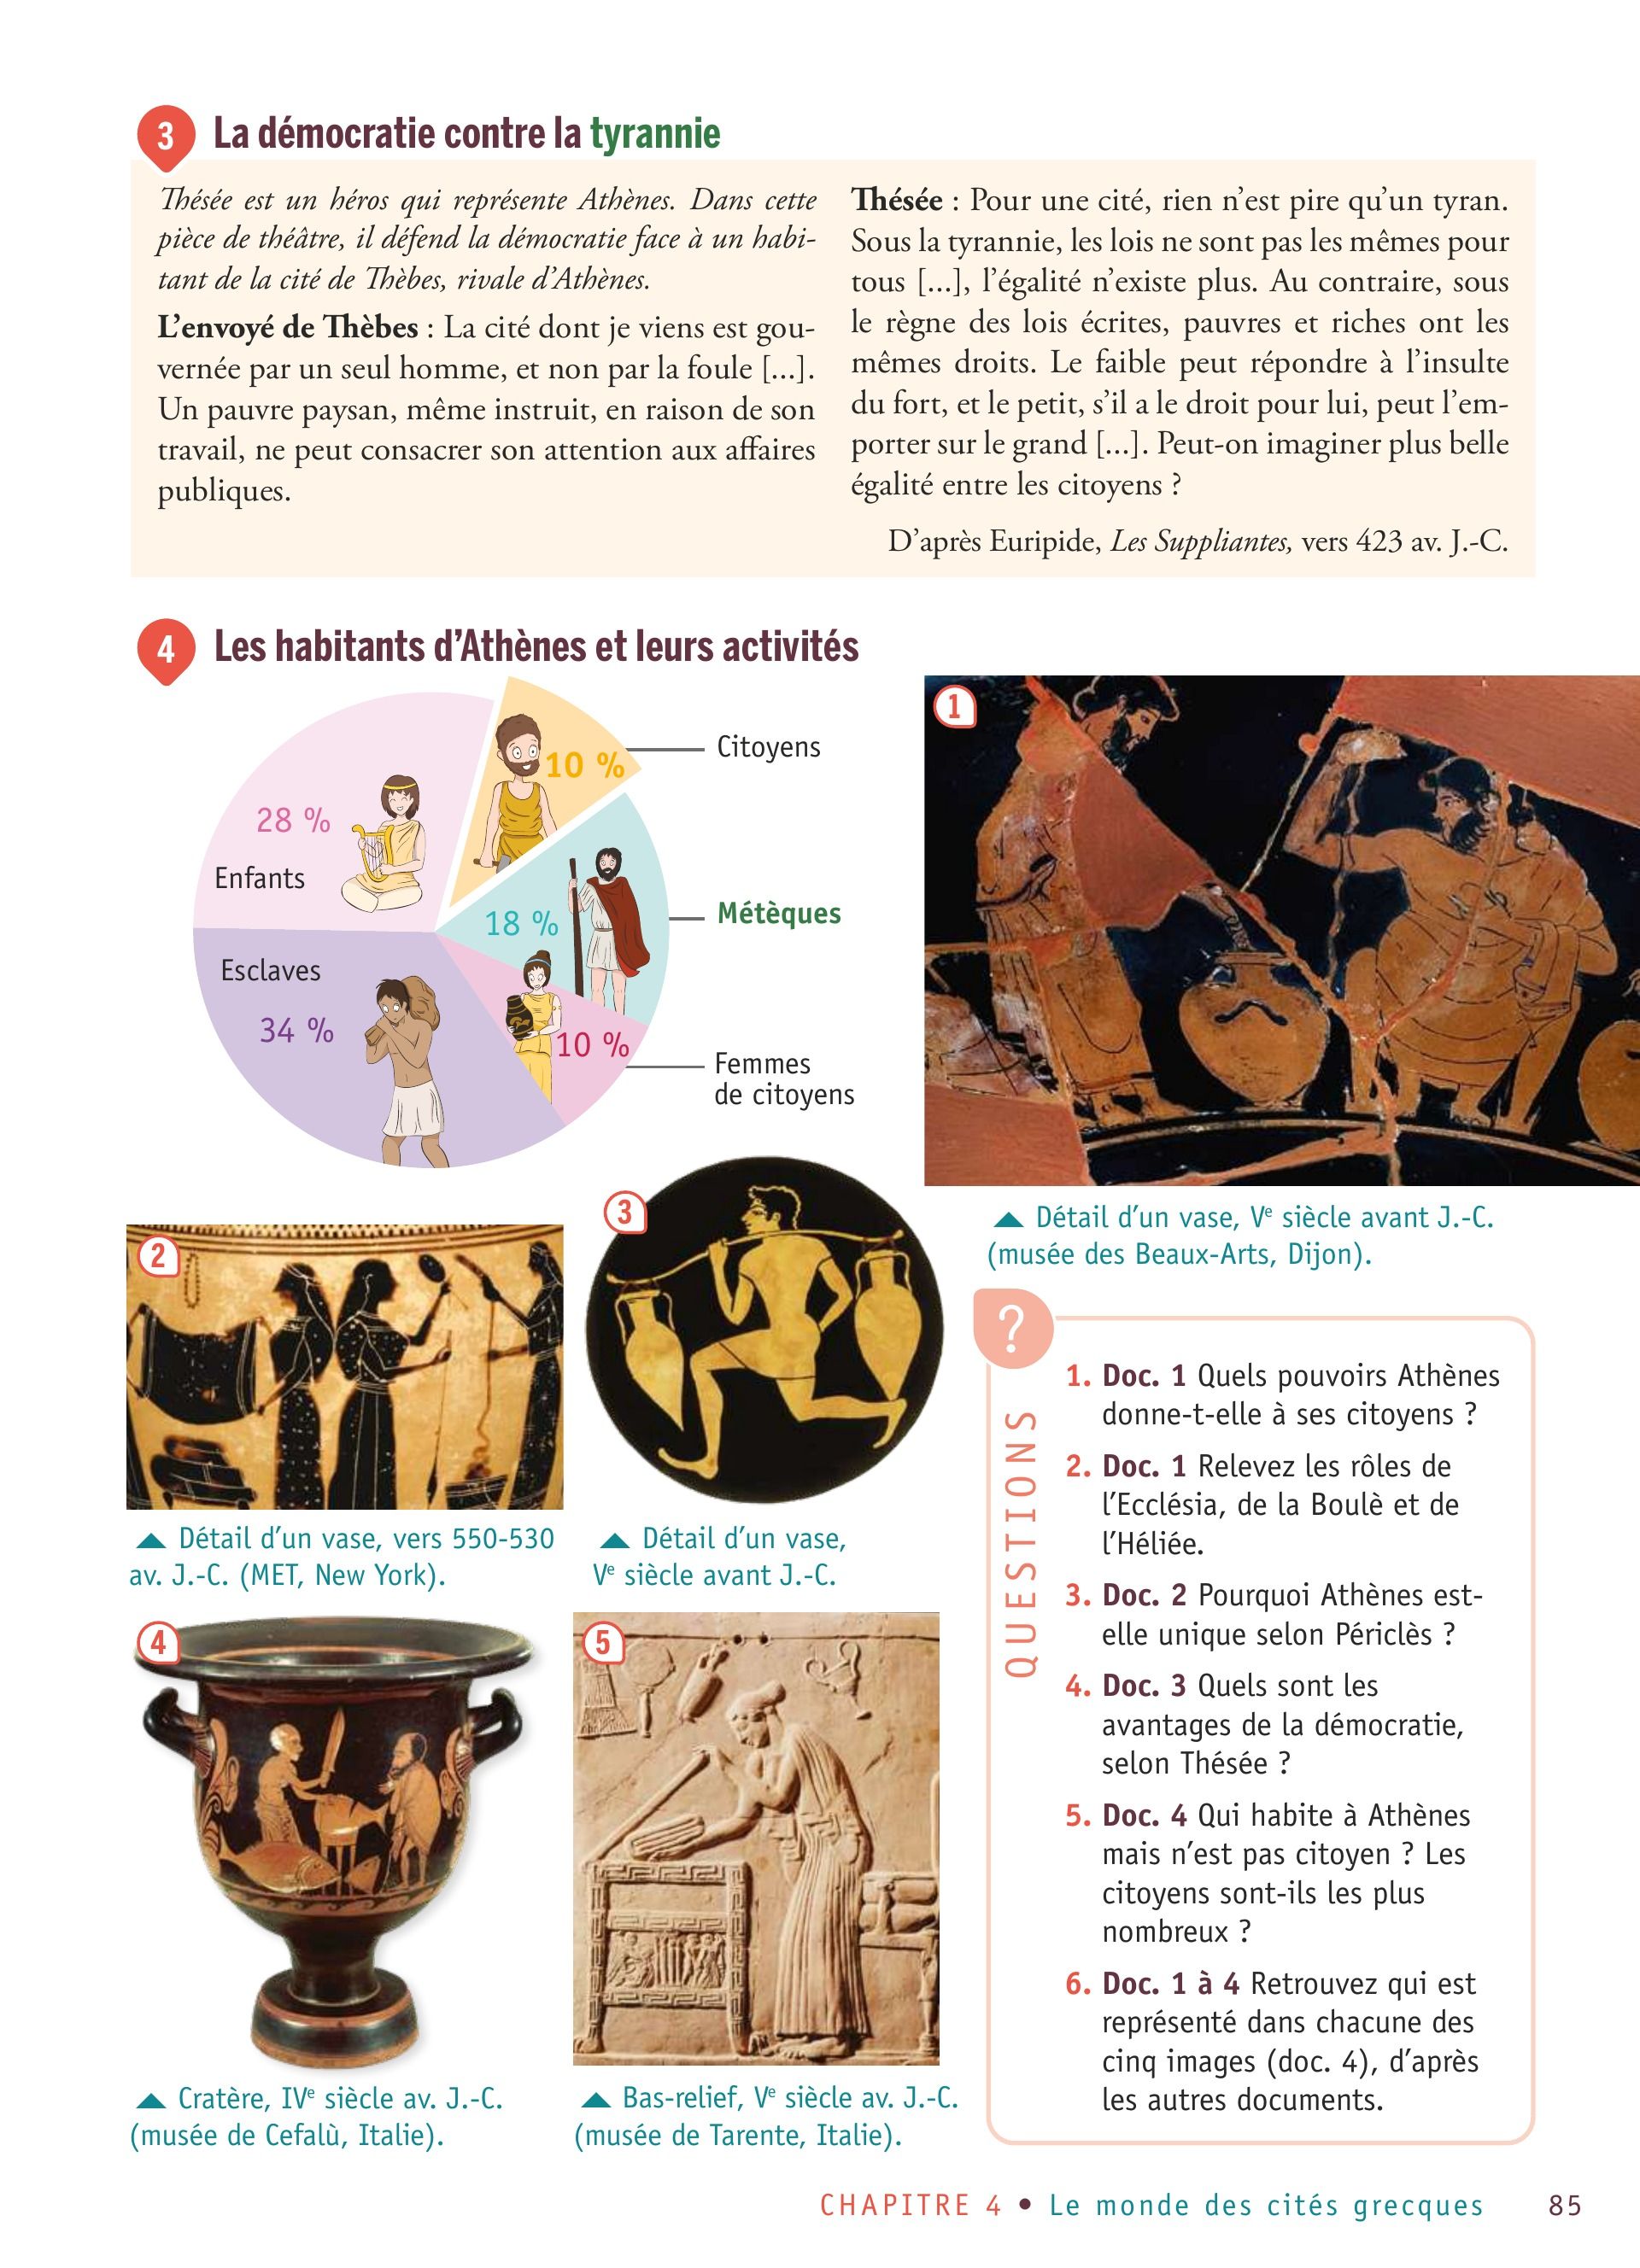 3 La démocratie contre la tyrannie
Thésée est un héros qui représente Athènes. Dans cette
pièce de théâtre, il défend la démocratie face à un habi-
tant de la cité de Thèbes, rivale d'Athènes.
L'envoyé de Thèbes : La cité dont je viens est gou-
vernée par un seul homme, et non par la foule [...].
Un pauvre paysan, même instruit, en raison de son
travail, ne peut consacrer son attention aux affaires
publiques.
Thésée : Pour une cité, rien n'est pire qu'un tyran.
Sous la tyrannie, les lois ne sont pas les mêmes pour
tous [...], l'égalité n'existe plus. Au contraire, sous
le règne des lois écrites, pauvres et riches ont les
mêmes droits. Le faible peut répondre à l'insulte
du fort, et le petit, s'il a le droit pour lui, peut l'em-
porter sur le grand [...]. Peut-on imaginer plus belle
égalité entre les citoyens ?
D'après Euripide, Les Suppliantes, vers 423 av. J.-C.
4 Les habitants d'Athènes et leurs activités
10 %
Citoyens
28 %
Enfants
18 %
Métèques
Esclaves
34 %
10 %
Femmes
de citoyens
1
▲ Détail d'un vase, Ve siècle avant J.-C.
(musée des Beaux-Arts, Dijon).
2
▲ Détail d'un vase, vers 550-530
av. J.-C. (MET, New York).
3
▲ Détail d'un vase,
Ve siècle avant J.-C.
4
▲ Cratère, IVe siècle av. J.-C.
(musée de Cefalù, Italie).
5
▲ Bas-relief, Ve siècle av. J.-C.
(musée de Tarente, Italie).
?
QUESTIONS
1. Doc. 1 Quels pouvoirs Athènes
donne-t-elle à ses citoyens ?
2. Doc. 1 Relevez les rôles de
l'Ecclésia, de la Boulè et de
l'Héliée.
3. Doc. 2 Pourquoi Athènes est-
elle unique selon Périclès ?
4. Doc. 3 Quels sont les
avantages de la démocratie,
selon Thésée ?
5. Doc. 4 Qui habite à Athènes
mais n'est pas citoyen ? Les
citoyens sont-ils les plus
nombreux ?
6. Doc. 1 à 4 Retrouvez qui est
représenté dans chacune des
cinq images (doc. 4), d'après
les autres documents.
CHAPITRE 4 • Le monde des cités grecques 85